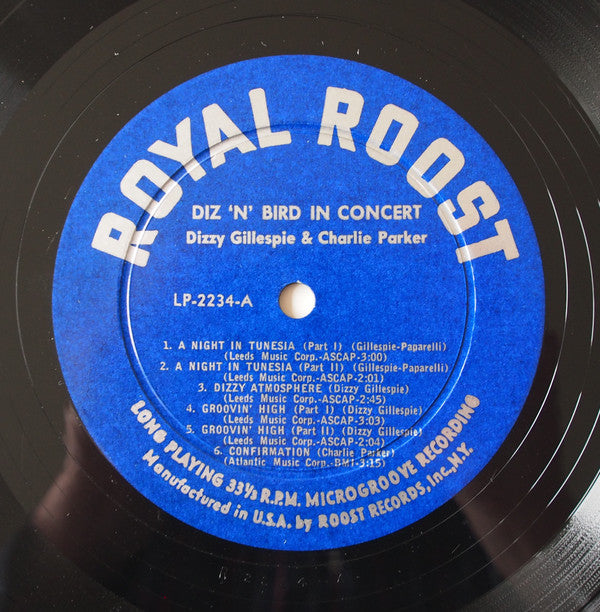 ROYAL ROOST
DIZ 'N' BIRD IN CONCERT
Dizzy Gillespie & Charlie Parker
LP-2234-A
1. A NIGHT IN TUNESIA (Part I) (Gillespie-Paparelli)
(Leeds Music Corp.-ASCAP-3:00)
2. A NIGHT IN TUNESIA (Part II) (Gillespie-Paparelli)
(Leeds Music Corp.-ASCAP-2:01)
3. DIZZY ATMOSPHERE (Dizzy Gillespie)
(Leeds Music Corp.-ASCAP-2:45)
4. GROOVIN' HIGH (Part I) (Dizzy Gillespie)
(Leeds Music Corp.-ASCAP-3:03)
5. GROOVIN' HIGH (Part II) (Dizzy Gillespie)
(Leeds Music Corp.-ASCAP-2:04)
6. CONFIRMATION (Charlie Parker)
(Atlantic Music Corp.-BMI-3:15)
LONG PLAYING 33⅓ R.P.M. MICROGROOVE RECORDING
Manufactured in U.S.A. by ROOST RECORDS, Inc., N.Y.